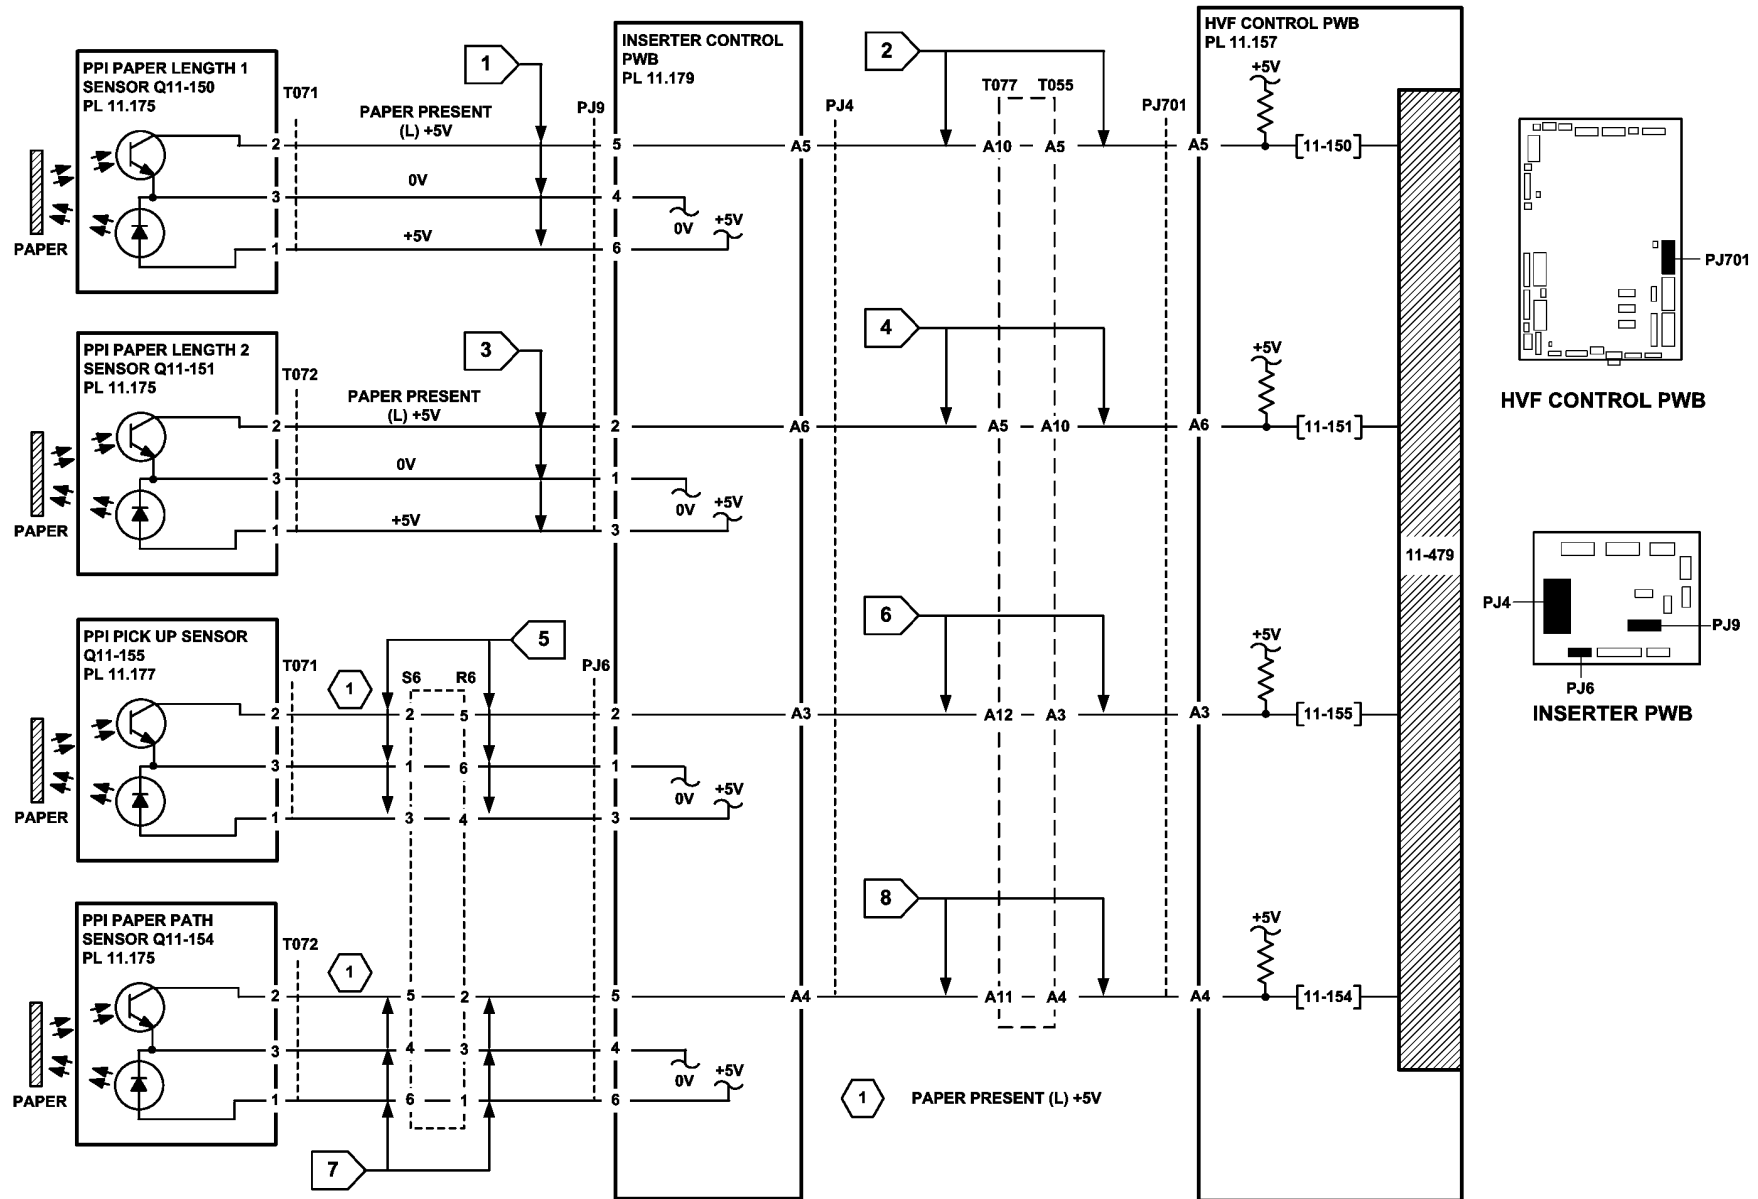 PPI PAPER LENGTH 1
SENSOR Q11-150
PL 11.175
T071
PAPER PRESENT
(L) +5V
1
PJ9
INSERTER CONTROL
PWB
PL 11.179
PJ4
2
T077 T055
PJ701
HVF CONTROL PWB
PL 11.157
+5V
2
5
A5
A10 A5
A5
[11-150]
3
0V
4
0V
+5V
1
+5V
6
PAPER
PJ701
HVF CONTROL PWB
PPI PAPER LENGTH 2
SENSOR Q11-151
PL 11.175
T072
PAPER PRESENT
(L) +5V
3
4
+5V
2
2
A6
A5 A10
A6
[11-151]
3
0V
1
0V
+5V
1
+5V
3
PAPER
11-479
PJ4
PJ9
PJ6
INSERTER PWB
PPI PICK UP SENSOR
Q11-155
PL 11.177
T071
1
S6 R6
5
PJ6
6
+5V
2
2 5
2
A3
A12 A3
A3
[11-155]
3
1 6
1
0V
+5V
1
3 4
3
PAPER
PPI PAPER PATH
SENSOR Q11-154
PL 11.175
T072
1
8
+5V
2
5 2
5
A4
A11 A4
A4
[11-154]
3
4 3
4
0V
+5V
1
6 1
6
PAPER
7
1 PAPER PRESENT (L) +5V